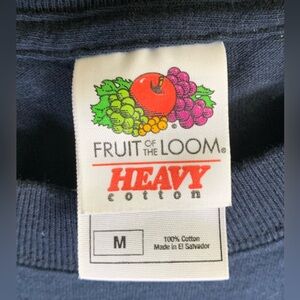 ®
FRUIT OF THE LOOM®
HEAVY
cotton
M
100% Cotton
Made in El Salvador